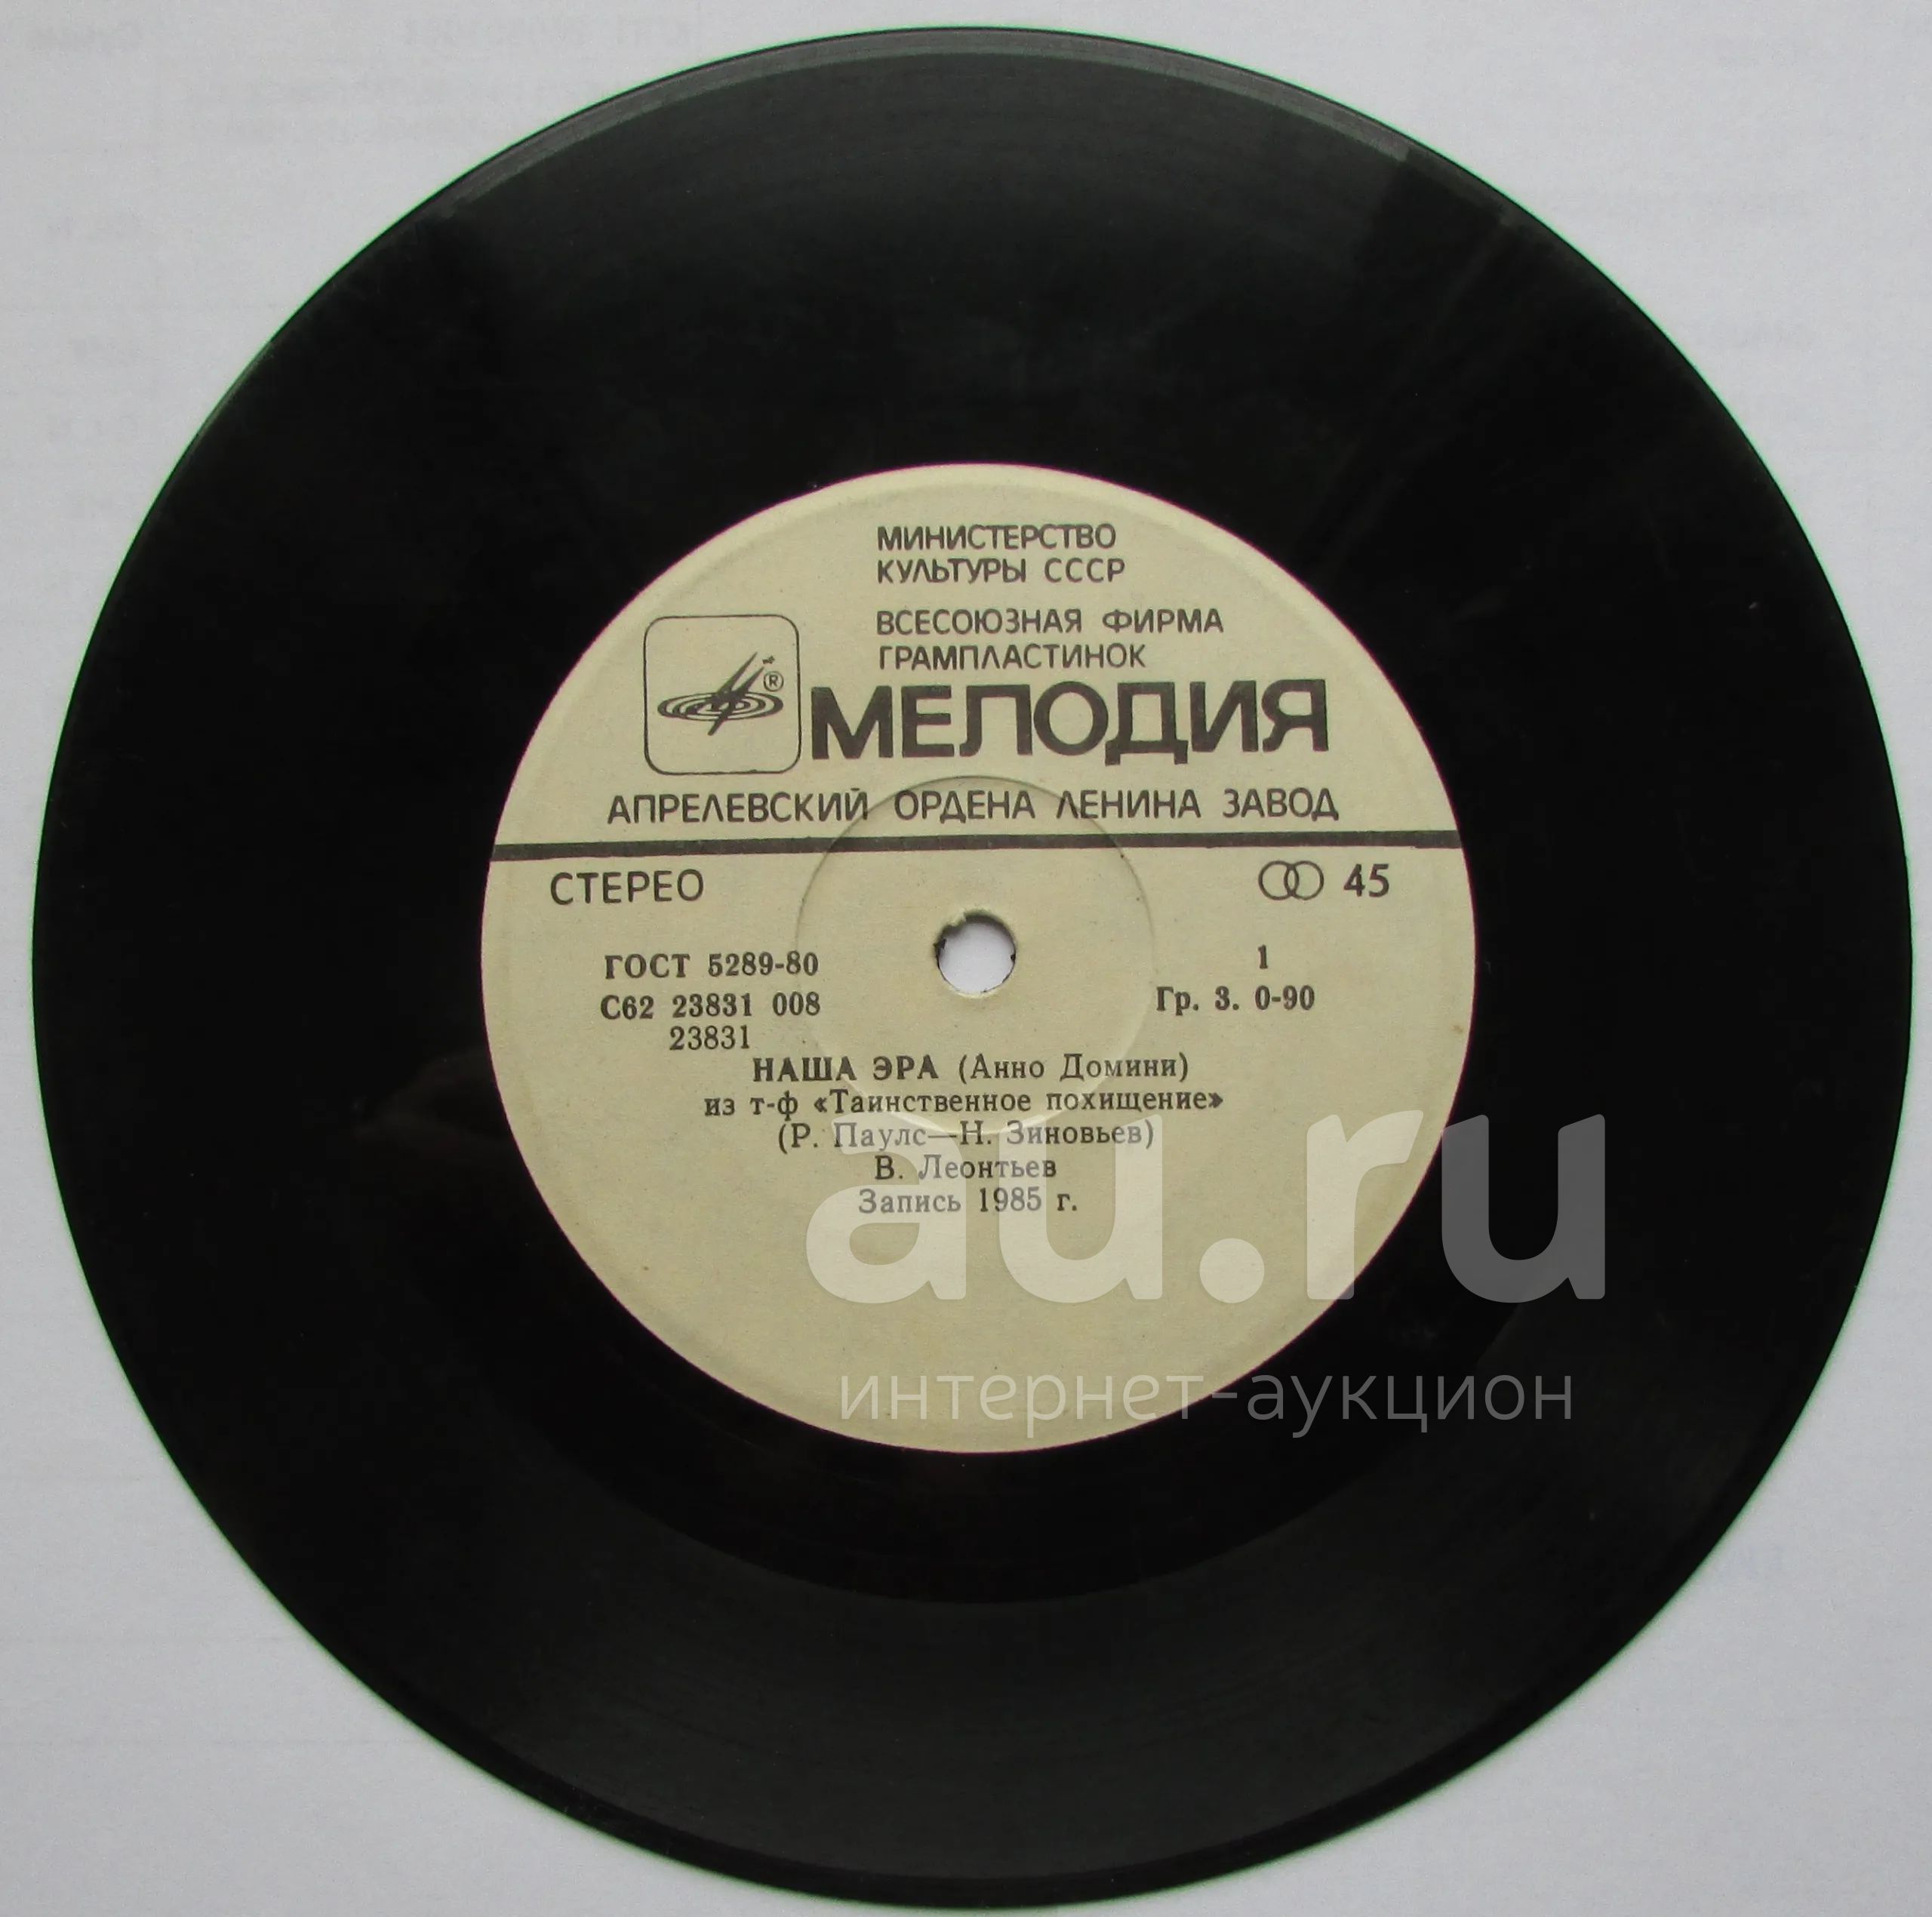 МИНИСТЕРСТВО
КУЛЬТУРЫ СССР
ВСЕСОЮЗНАЯ ФИРМА
ГРАМПЛАСТИНОК
®
МЕЛОДИЯ
АПРЕЛЕВСКИЙ ОРДЕНА ЛЕНИНА ЗАВОД
СТЕРЕО 45
ГОСТ 5289-80 1
С62 23831 008 Гр. 3. 0-90
23831
НАША ЭРА (Анно Домини)
из т-ф «Таинственное похищение»
(Р. Паулс—Н. Зиновьев)
В. Леонтьев
Запись 1985 г.
au.ru
интернет-аукцион